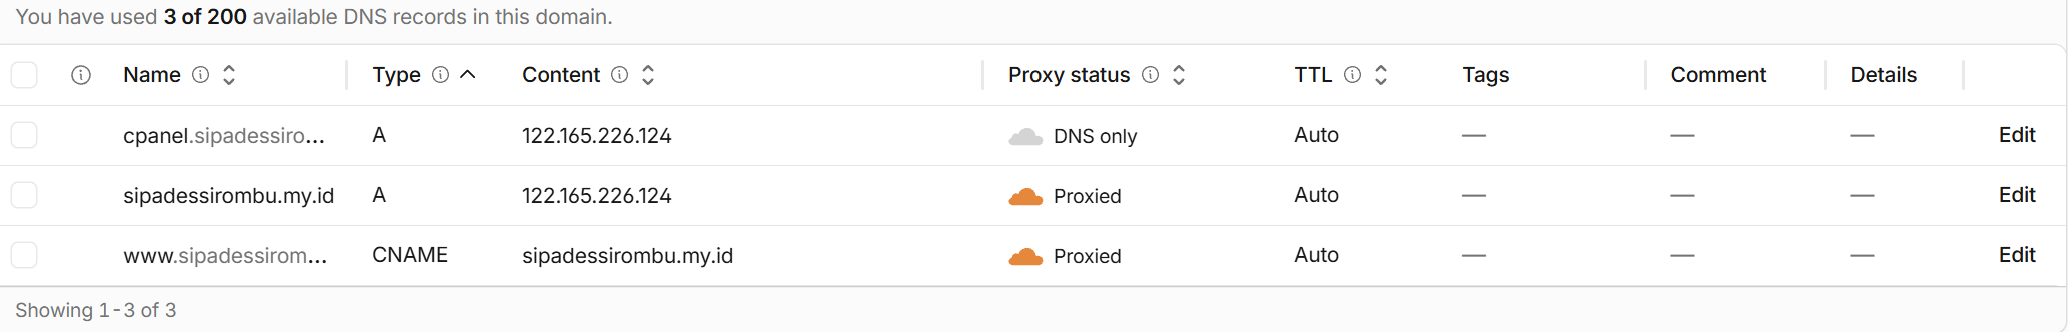 You have used 3 of 200 available DNS records in this domain.
Name Type Content Proxy status TTL Tags Comment Details
cpanel.sipadessiro... A 122.165.226.124 DNS only Auto — — — Edit
sipadessirombu.my.id A 122.165.226.124 Proxied Auto — — — Edit
www.sipadessirom... CNAME sipadessirombu.my.id Proxied Auto — — — Edit
Showing 1-3 of 3